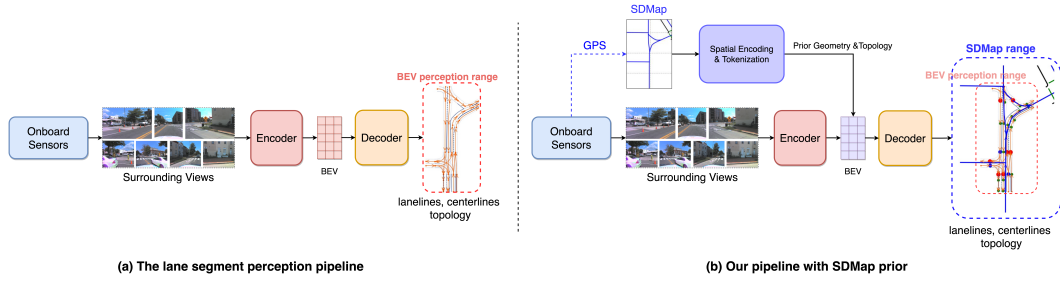 Onboard
Sensors
Surrounding Views
Encoder
BEV
Decoder
BEV perception range
lanelines, centerlines
topology
(a) The lane segment perception pipeline
SDMap
GPS
Spatial Encoding
& Tokenization
Prior Geometry &Topology
Onboard
Sensors
Surrounding Views
Encoder
BEV
Decoder
SDMap range
BEV perception range
lanelines, centerlines
topology
(b) Our pipeline with SDMap prior